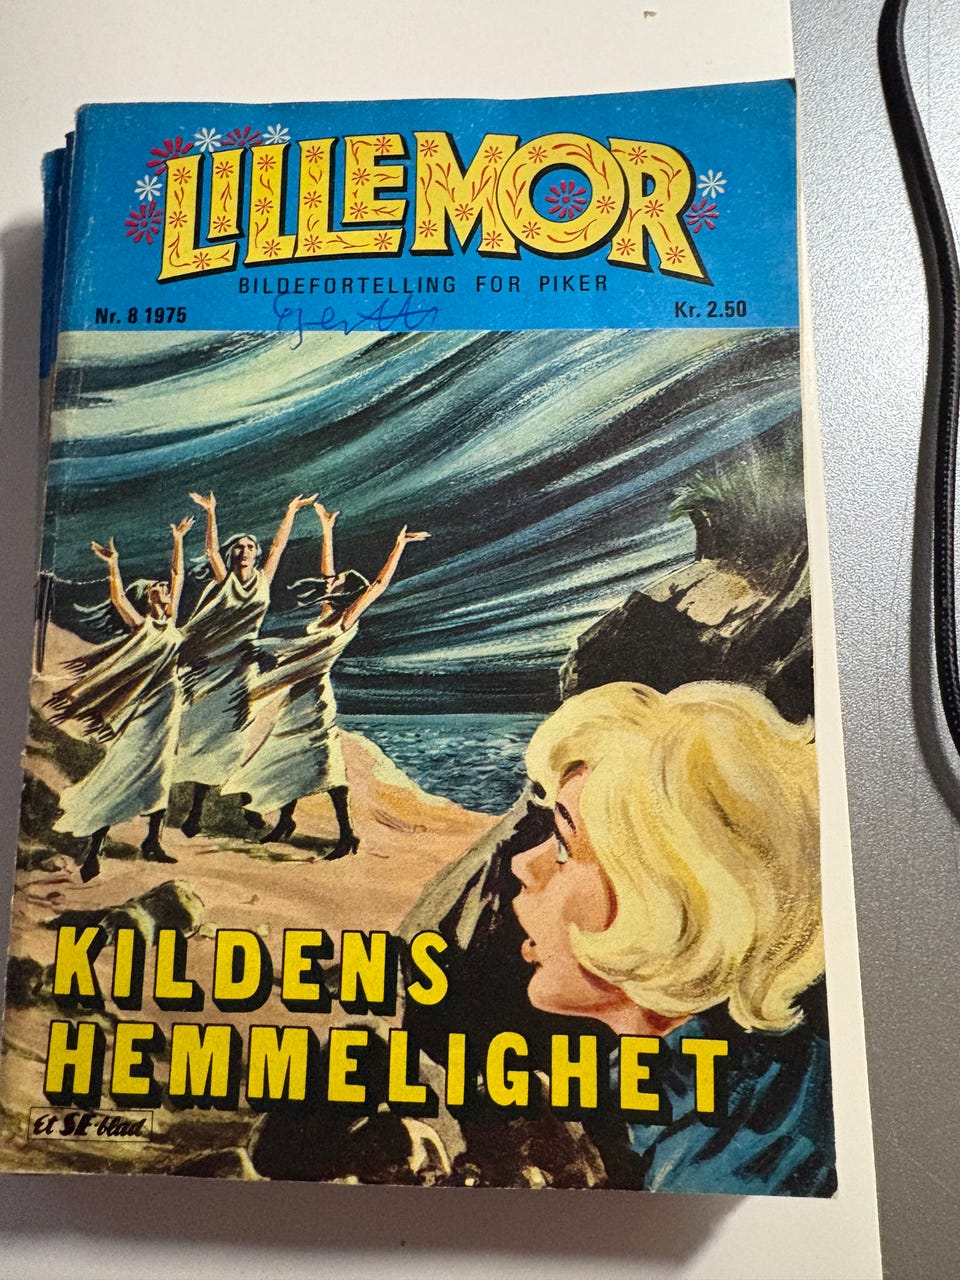 LILLEMOR
BILDEFORTELLING FOR PIKER
Nr. 8 1975
Kr. 2.50
KILDENS
HEMMELIGHET
Et SE-blad